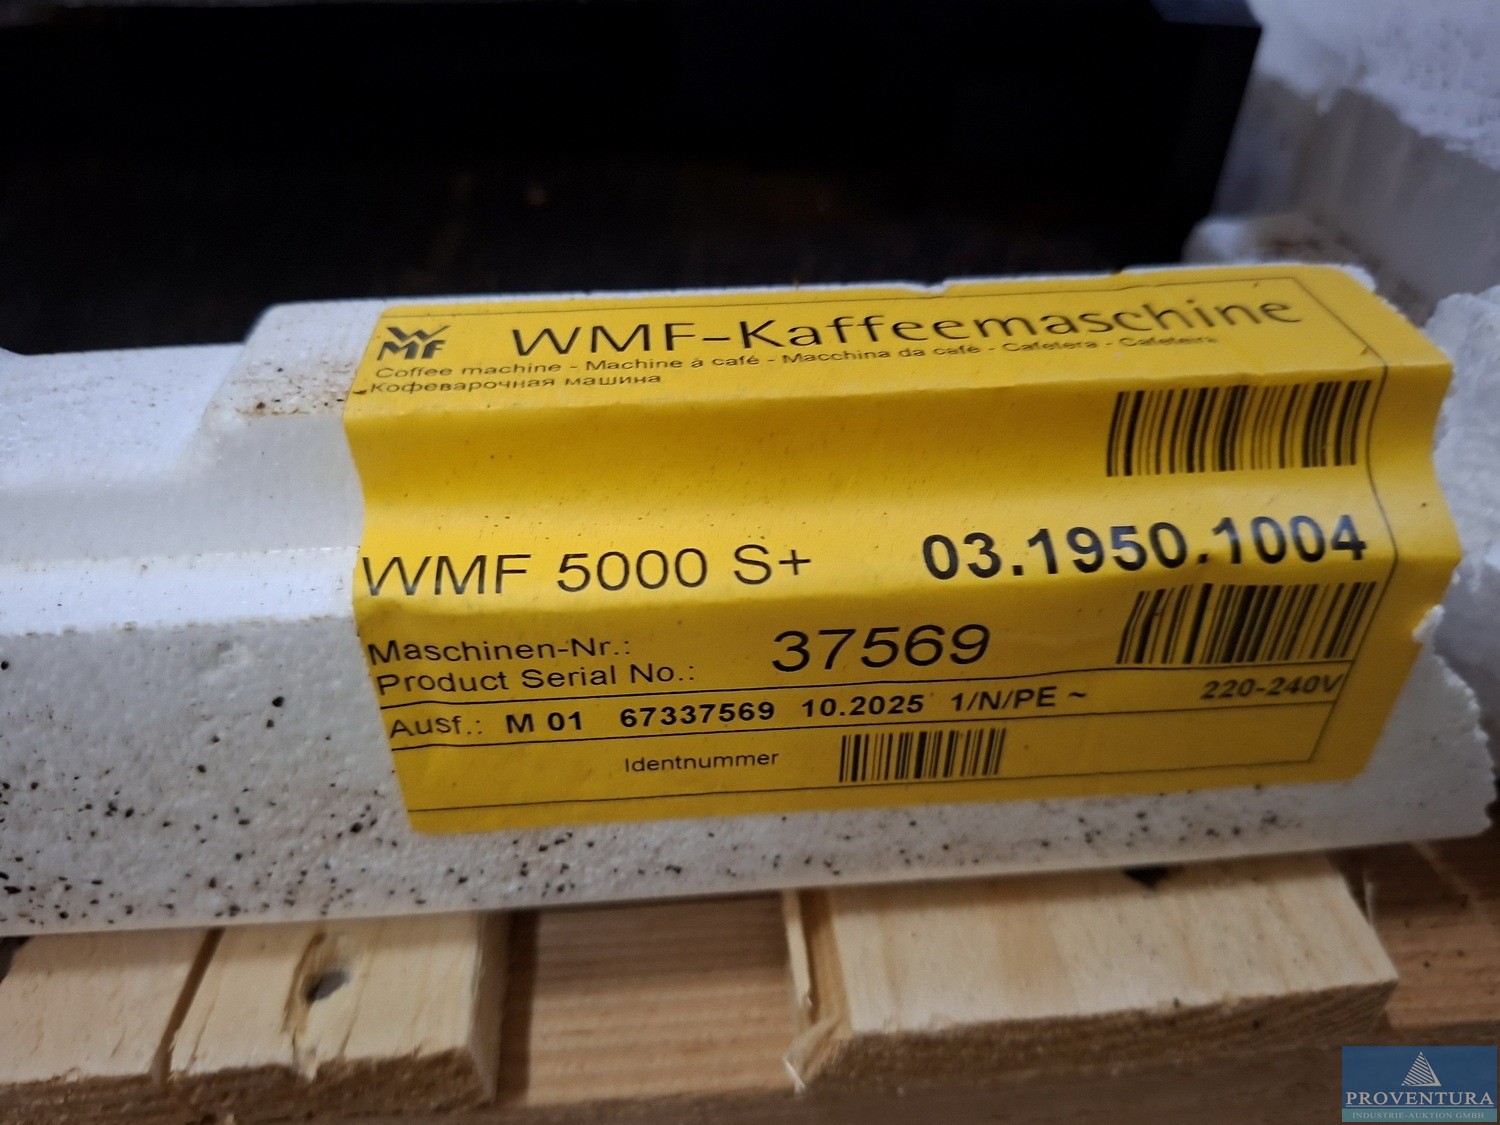 WMF
WMF-Kaffeemaschine
Coffee machine - Machine à café - Macchina da café - Cafetera - Cafeteira
Кофеварочная машина
WMF 5000 S+ 03.1950.1004
Maschinen-Nr.: 37569
Product Serial No.:
Ausf.: M 01 67337569 10.2025 1/N/PE ~ 220-240V
Identnummer
PROVENTURA
INDUSTRIE-AUKTION GMBH